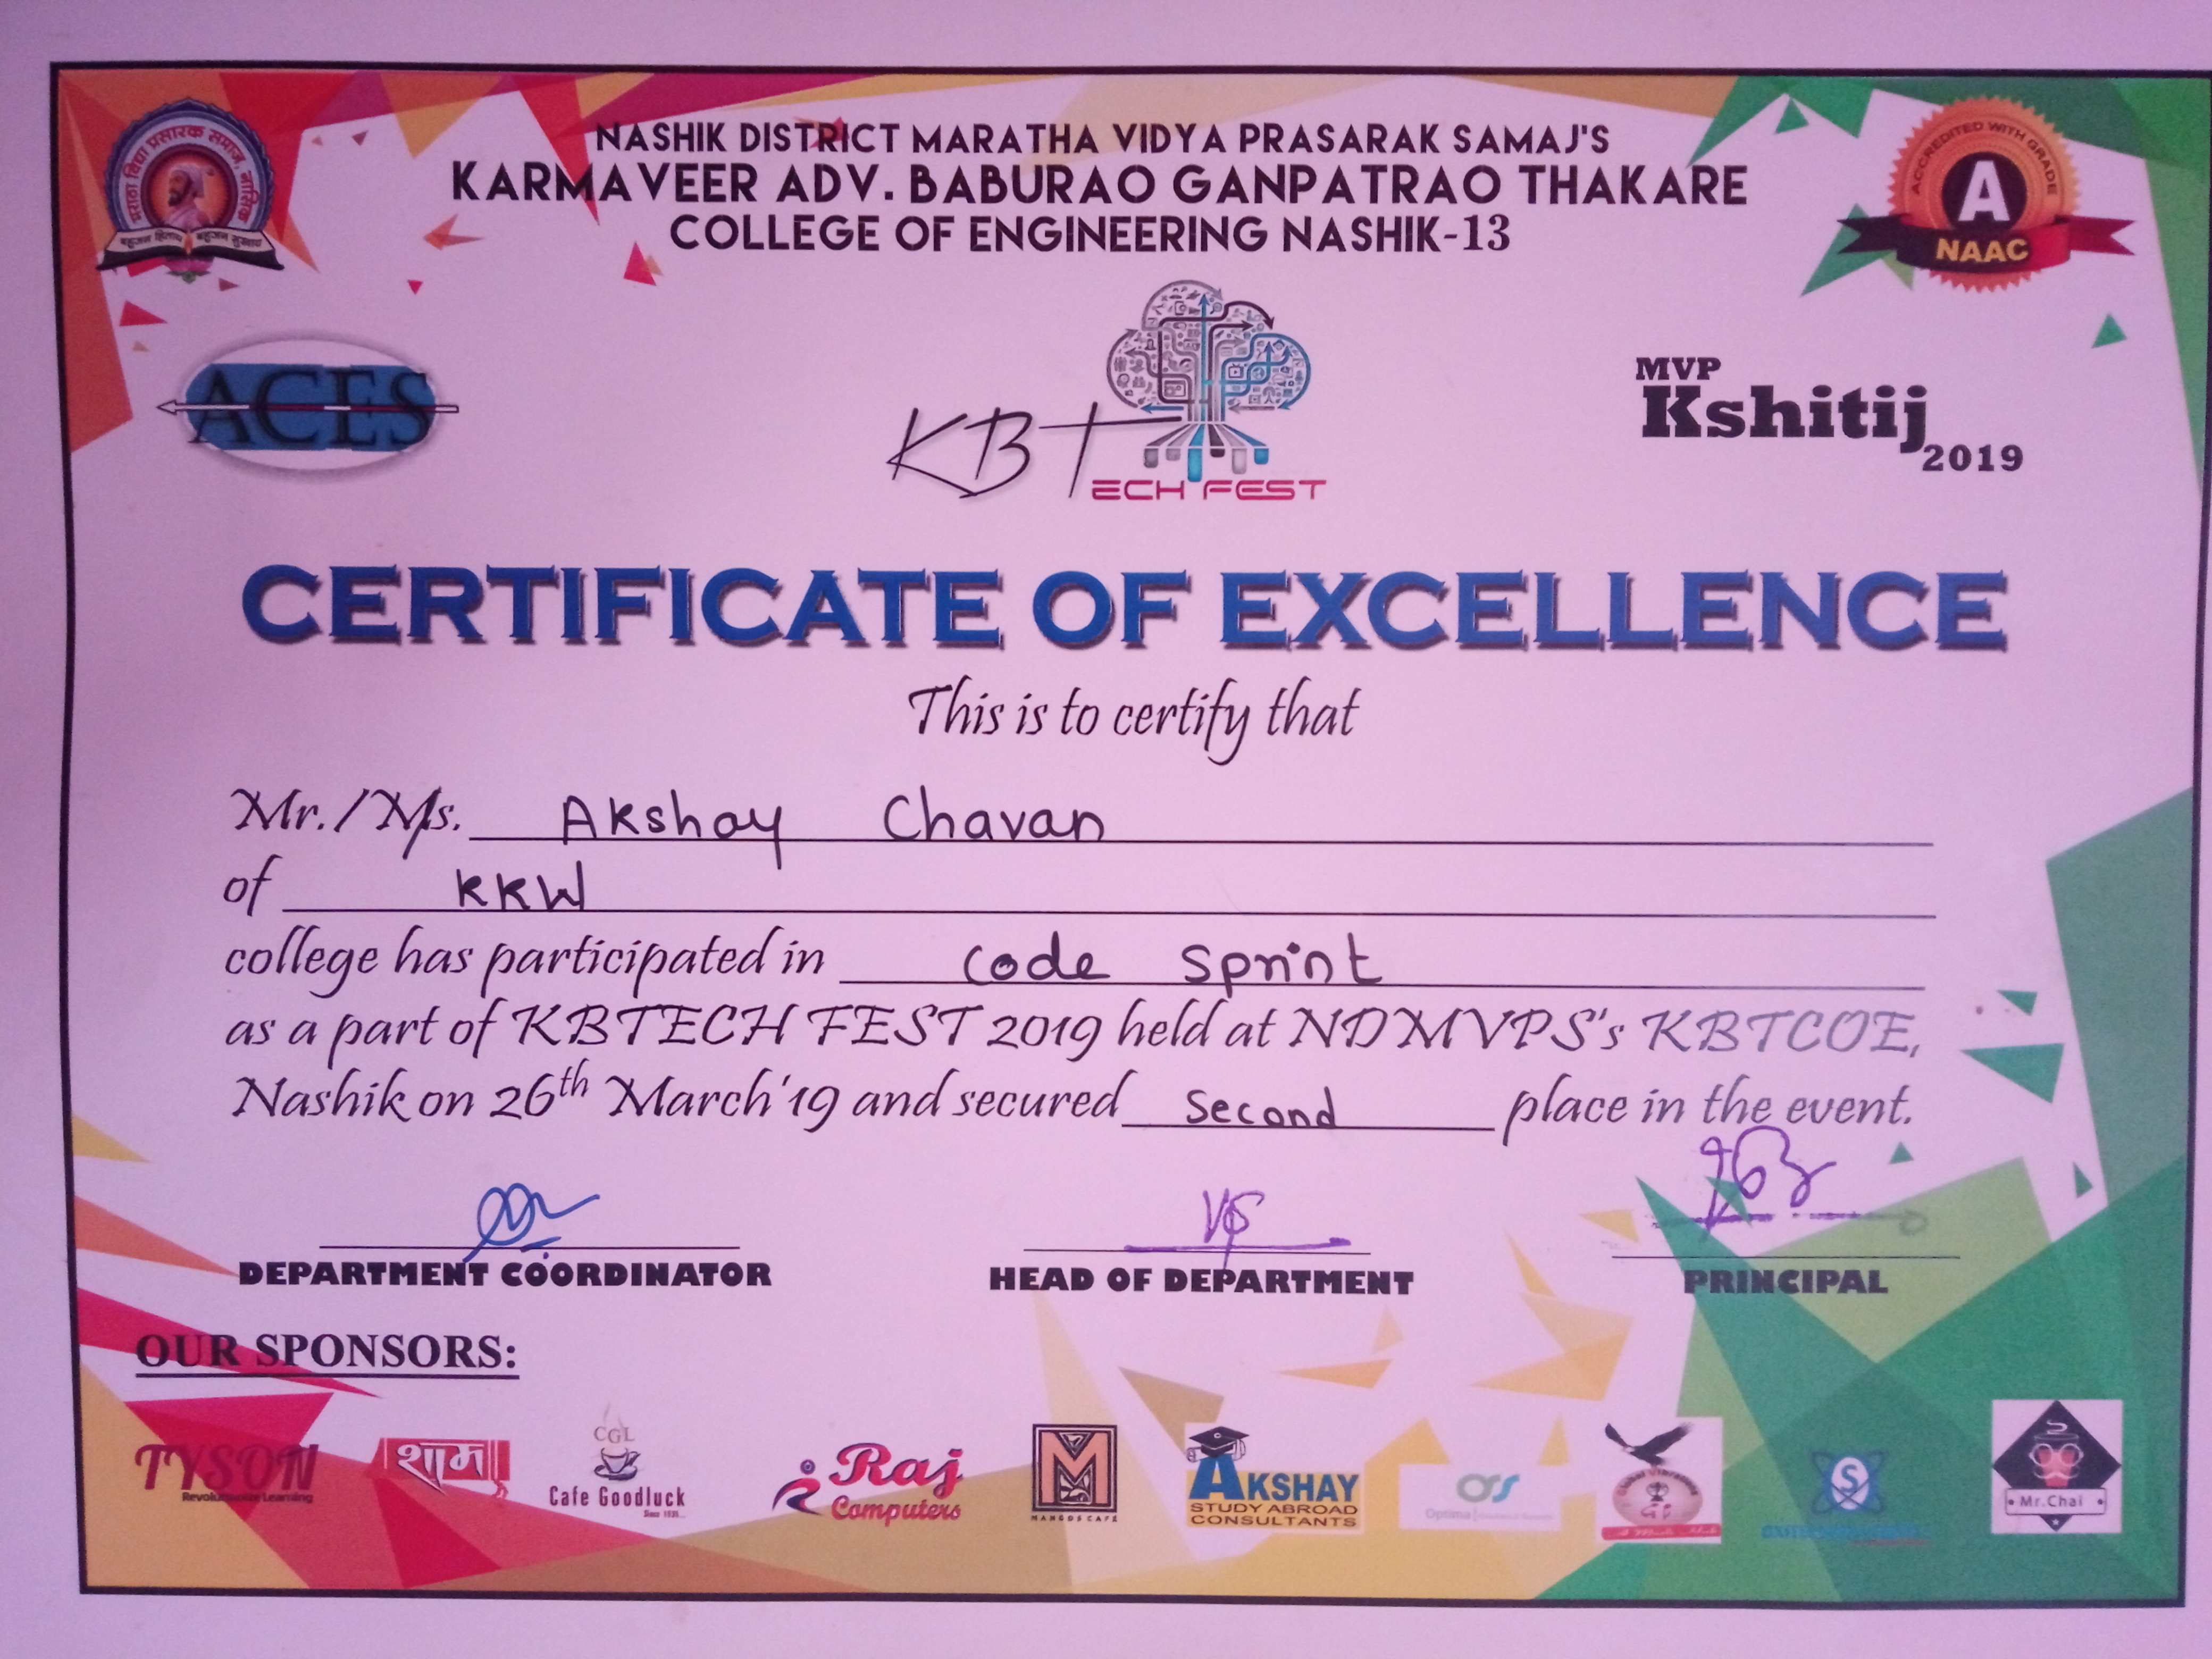 NASHIK DISTRICT MARATHA VIDYA PRASARAK SAMAJ'S
KARMAVEER ADV. BABURAO GANPATRAO THAKARE
COLLEGE OF ENGINEERING NASHIK-13
मराठा विद्या प्रसारक समाज, नाशिक
बहुजन हिताय बहुजन सुखाय
ACCREDITED WITH GRADE
A
NAAC
ACES
KBT
ECH FEST
MVP
Kshitij
2019
CERTIFICATE OF EXCELLENCE
This is to certify that
Mr./Ms. Akshay Chavan
of KKW
college has participated in Code Sprint
as a part of KBTECH FEST 2019 held at NDMVPS's KBTCOE,
Nashik on 26th March'19 and secured Second place in the event.
DEPARTMENT COORDINATOR
HEAD OF DEPARTMENT
PRINCIPAL
OUR SPONSORS:
TYSON
Learning
शाम
CGL
Cafe Goodluck
Since 1935...
Raj
Computers
M
MANGOS CAFE
AKSHAY
STUDY ABROAD
CONSULTANTS
Optima
S
Mr.Chai